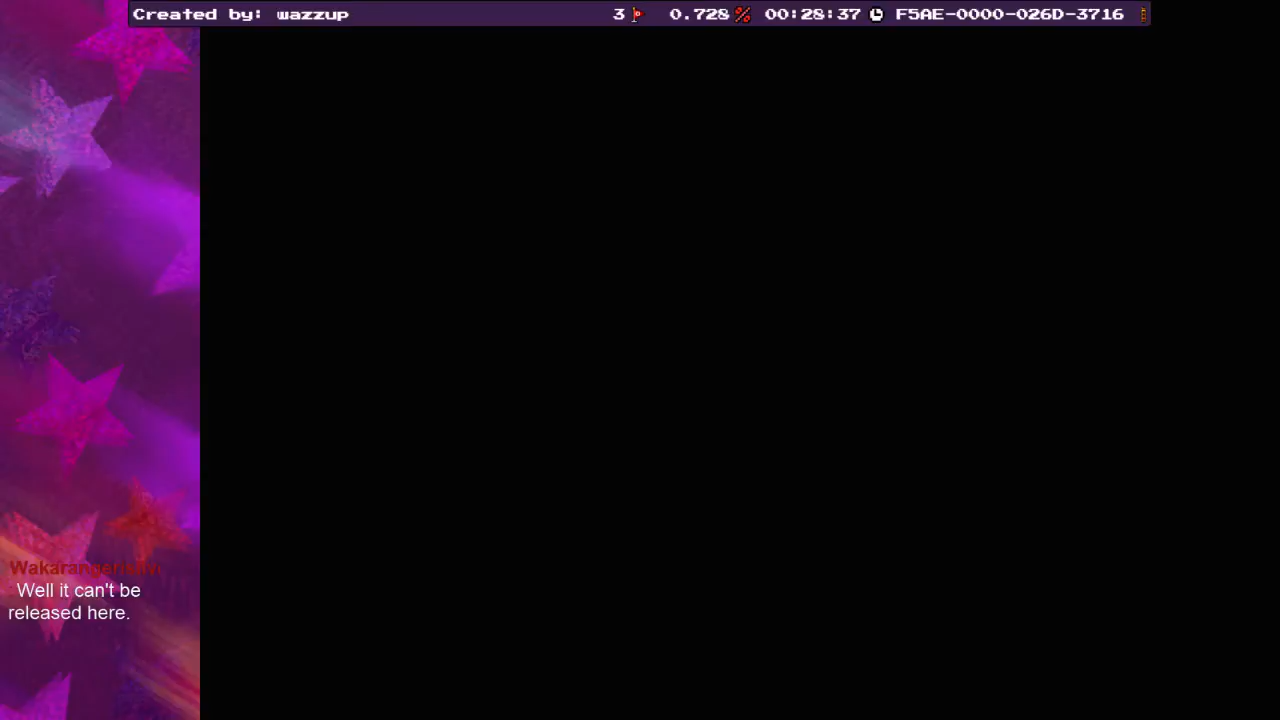 Created by: wazzup 3 0.728% 00:28:37 F5AE-0000-026D-3716
Well it can't be
released here.